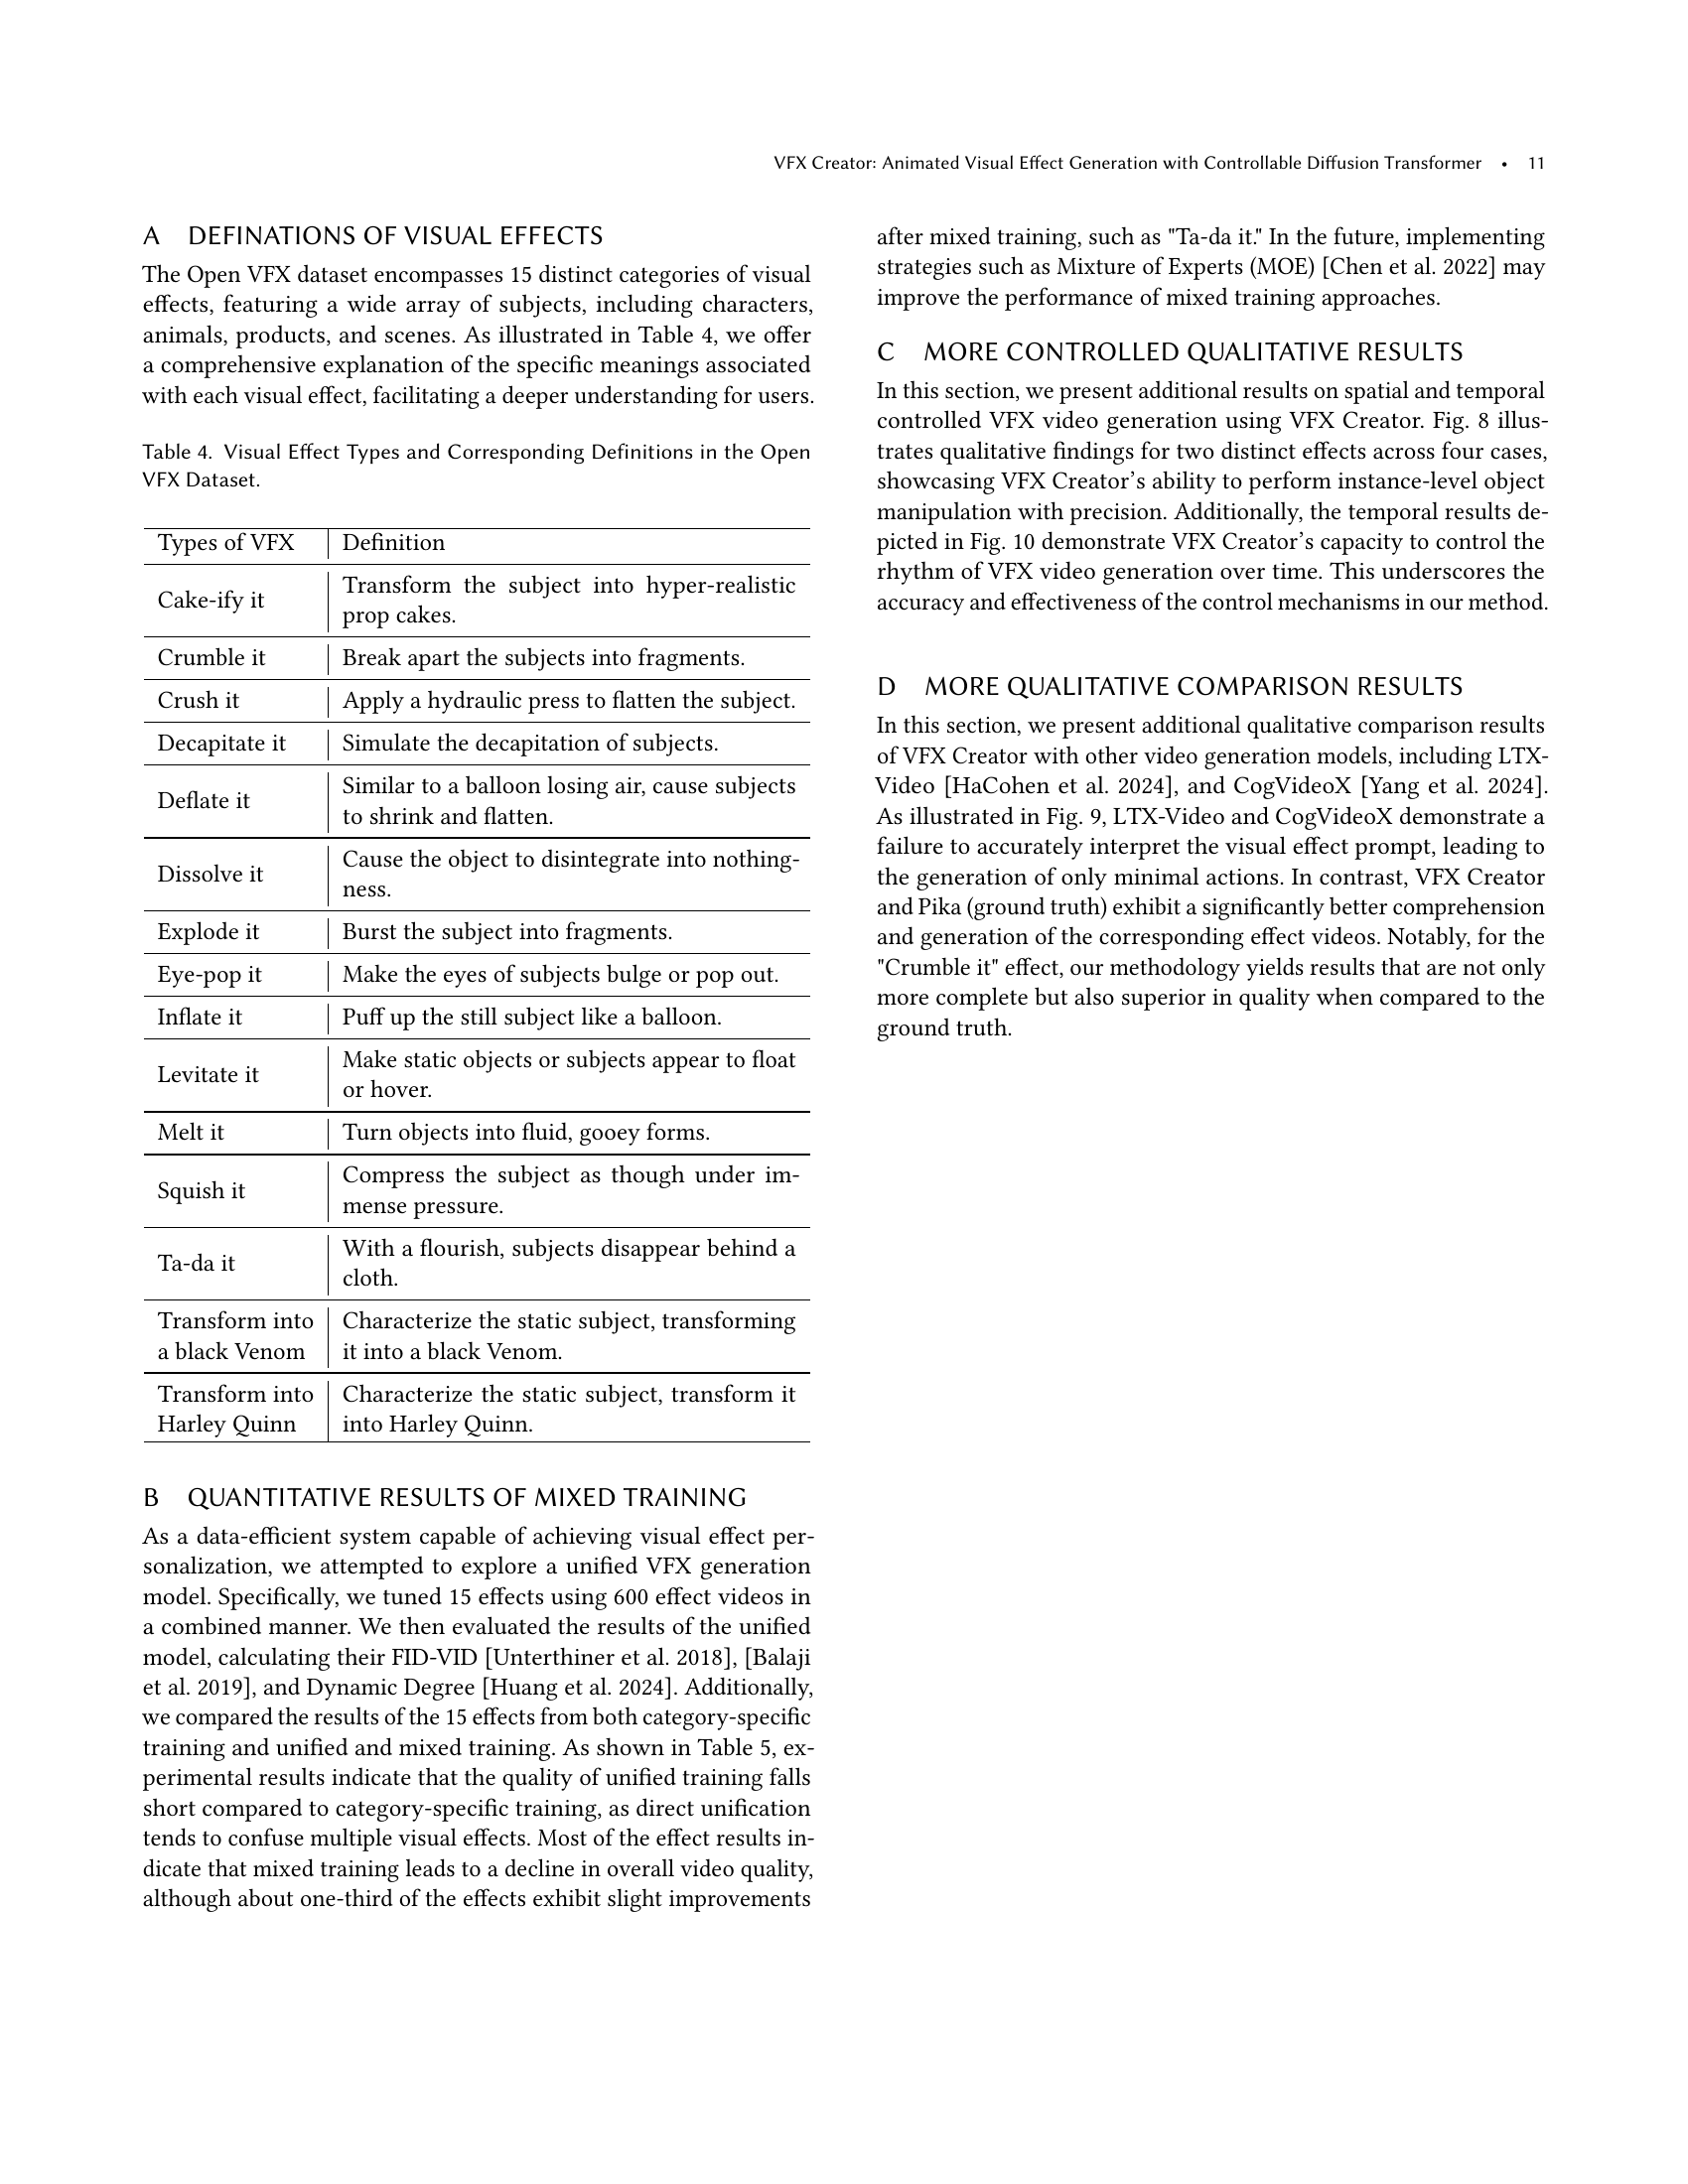 VFX Creator: Animated Visual Effect Generation with Controllable Diffusion Transformer • 11
A DEFINATIONS OF VISUAL EFFECTS
The Open VFX dataset encompasses 15 distinct categories of visual
effects, featuring a wide array of subjects, including characters,
animals, products, and scenes. As illustrated in Table 4, we offer
a comprehensive explanation of the specific meanings associated
with each visual effect, facilitating a deeper understanding for users.
Table 4. Visual Effect Types and Corresponding Definitions in the Open
VFX Dataset.
Types of VFX Definition
Cake-ify it Transform the subject into hyper-realistic
prop cakes.
Crumble it Break apart the subjects into fragments.
Crush it Apply a hydraulic press to flatten the subject.
Decapitate it Simulate the decapitation of subjects.
Deflate it Similar to a balloon losing air, cause subjects
to shrink and flatten.
Dissolve it Cause the object to disintegrate into nothing-
ness.
Explode it Burst the subject into fragments.
Eye-pop it Make the eyes of subjects bulge or pop out.
Inflate it Puff up the still subject like a balloon.
Levitate it Make static objects or subjects appear to float
or hover.
Melt it Turn objects into fluid, gooey forms.
Squish it Compress the subject as though under im-
mense pressure.
Ta-da it With a flourish, subjects disappear behind a
cloth.
Transform into Characterize the static subject, transforming
a black Venom it into a black Venom.
Transform into Characterize the static subject, transform it
Harley Quinn into Harley Quinn.
B QUANTITATIVE RESULTS OF MIXED TRAINING
As a data-efficient system capable of achieving visual effect per-
sonalization, we attempted to explore a unified VFX generation
model. Specifically, we tuned 15 effects using 600 effect videos in
a combined manner. We then evaluated the results of the unified
model, calculating their FID-VID [Unterthiner et al. 2018], [Balaji
et al. 2019], and Dynamic Degree [Huang et al. 2024]. Additionally,
we compared the results of the 15 effects from both category-specific
training and unified and mixed training. As shown in Table 5, ex-
perimental results indicate that the quality of unified training falls
short compared to category-specific training, as direct unification
tends to confuse multiple visual effects. Most of the effect results in-
dicate that mixed training leads to a decline in overall video quality,
although about one-third of the effects exhibit slight improvements
after mixed training, such as "Ta-da it." In the future, implementing
strategies such as Mixture of Experts (MOE) [Chen et al. 2022] may
improve the performance of mixed training approaches.
C MORE CONTROLLED QUALITATIVE RESULTS
In this section, we present additional results on spatial and temporal
controlled VFX video generation using VFX Creator. Fig. 8 illus-
trates qualitative findings for two distinct effects across four cases,
showcasing VFX Creator's ability to perform instance-level object
manipulation with precision. Additionally, the temporal results de-
picted in Fig. 10 demonstrate VFX Creator's capacity to control the
rhythm of VFX video generation over time. This underscores the
accuracy and effectiveness of the control mechanisms in our method.
D MORE QUALITATIVE COMPARISON RESULTS
In this section, we present additional qualitative comparison results
of VFX Creator with other video generation models, including LTX-
Video [HaCohen et al. 2024], and CogVideoX [Yang et al. 2024].
As illustrated in Fig. 9, LTX-Video and CogVideoX demonstrate a
failure to accurately interpret the visual effect prompt, leading to
the generation of only minimal actions. In contrast, VFX Creator
and Pika (ground truth) exhibit a significantly better comprehension
and generation of the corresponding effect videos. Notably, for the
"Crumble it" effect, our methodology yields results that are not only
more complete but also superior in quality when compared to the
ground truth.